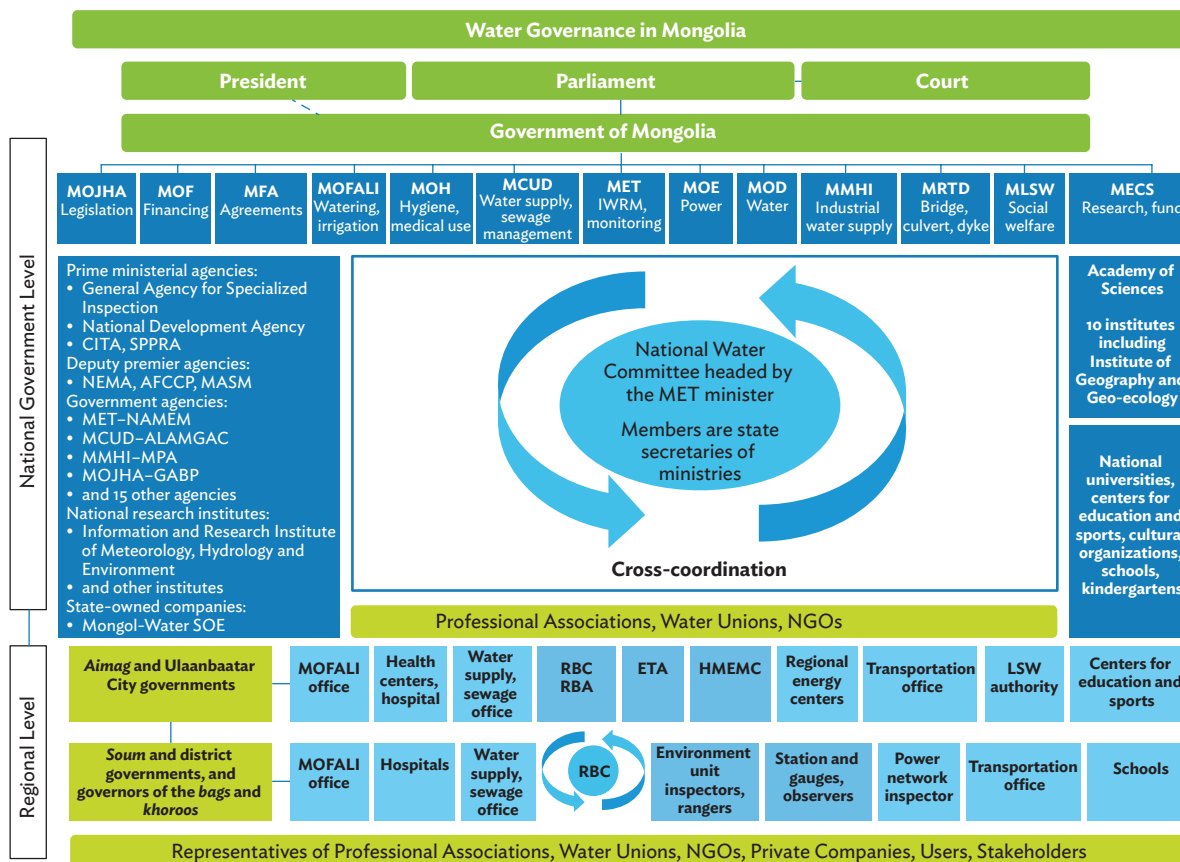 Water Governance in Mongolia
President
Parliament
Court
Government of Mongolia
National Government Level
MOJHA
Legislation
MOF
Financing
MFA
Agreements
MOFALI
Watering,
irrigation
MOH
Hygiene,
medical use
MCUD
Water supply,
sewage
management
MET
IWRM,
monitoring
MOE
Power
MOD
Water
MMHI
Industrial
water supply
MRTD
Bridge,
culvert, dyke
MLSW
Social
welfare
MECS
Research, func
Prime ministerial agencies:
• General Agency for Specialized
Inspection
• National Development Agency
• CITA, SPPRA
Deputy premier agencies:
• NEMA, AFCCP, MASM
Government agencies:
• MET–NAMEM
• MCUD–ALAMGAC
• MMHI–MPA
• MOJHA–GABP
• and 15 other agencies
National research institutes:
• Information and Research Institute
of Meteorology, Hydrology and
Environment
• and other institutes
State-owned companies:
• Mongol-Water SOE
National Water
Committee headed by
the MET minister
Members are state
secretaries of
ministries
Cross-coordination
Academy of
Sciences
10 institutes
including
Institute of
Geography and
Geo-ecology
National
universities,
centers for
education and
sports, cultura
organizations,
schools,
kindergartens
Professional Associations, Water Unions, NGOs
Regional Level
Aimag and Ulaanbaatar
City governments
MOFALI
office
Health
centers,
hospital
Water
supply,
sewage
office
RBC
RBA
ETA
HMEMC
Regional
energy
centers
Transportation
office
LSW
authority
Centers for
education and
sports
Soum and district
governments, and
governors of the bags and
khoroos
MOFALI
office
Hospitals
Water
supply,
sewage
office
RBC
Environment
unit
inspectors,
rangers
Station and
gauges,
observers
Power
network
inspector
Transportation
office
Schools
Representatives of Professional Associations, Water Unions, NGOs, Private Companies, Users, Stakeholders